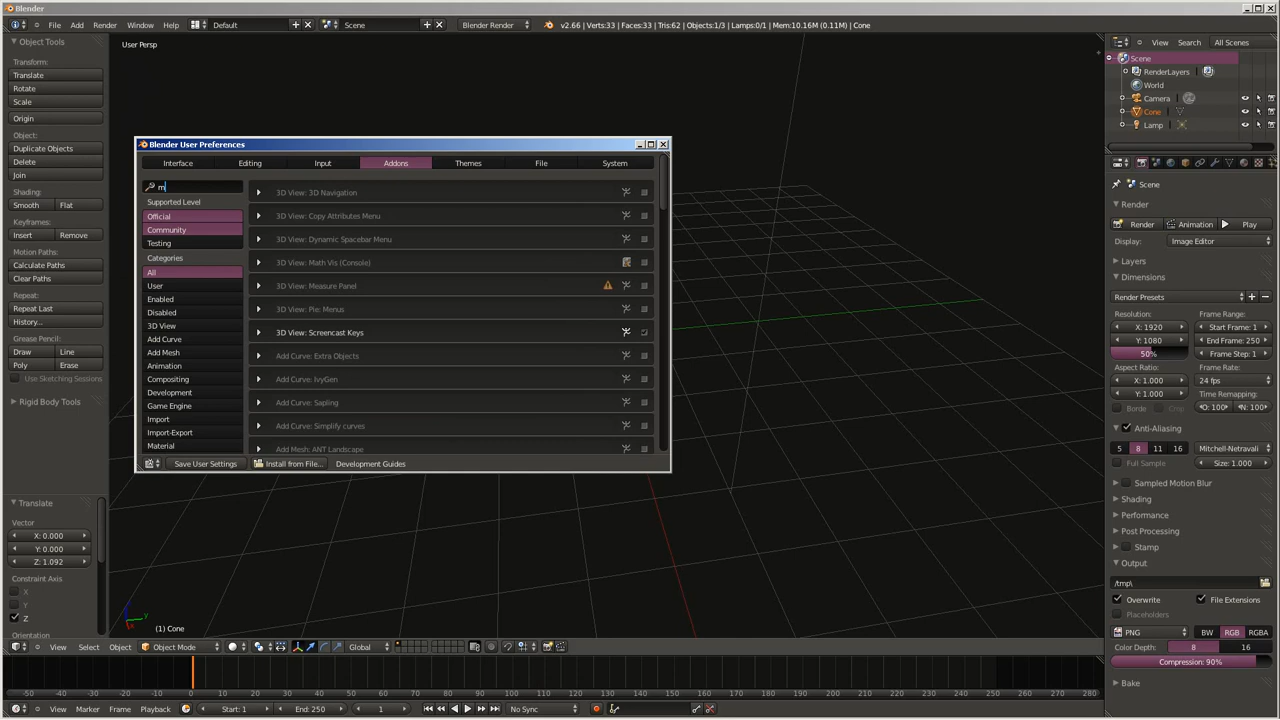 Blender
File Add Render Window Help Default Scene Blender Render v2.66 | Verts:33 | Faces:33 | Tris:62 | Objects:1/3 | Lamps:0/1 | Mem:10.16M (0.11M) | Cone
Object Tools
Transform:
Translate
Rotate
Scale
Origin
Object:
Duplicate Objects
Delete
Join
Shading:
Smooth Flat
Keyframes:
Insert Remove
Motion Paths:
Calculate Paths
Clear Paths
Repeat:
Repeat Last
History...
Grease Pencil:
Draw Line
Poly Erase
Use Sketching Sessions
Rigid Body Tools
Translate
Vector
X: 0.000
Y: 0.000
Z: 1.092
Constraint Axis
X
Y
Z
Orientation
User Persp
Blender User Preferences
Interface Editing Input Addons Themes File System
m
Supported Level
Official
Community
Testing
Categories
All
User
Enabled
Disabled
3D View
Add Curve
Add Mesh
Animation
Compositing
Development
Game Engine
Import
Import-Export
Material
3D View: 3D Navigation
3D View: Copy Attributes Menu
3D View: Dynamic Spacebar Menu
3D View: Math Vis (Console)
3D View: Measure Panel
3D View: Pie: Menus
3D View: Screencast Keys
Add Curve: Extra Objects
Add Curve: IvyGen
Add Curve: Sapling
Add Curve: Simplify curves
Add Mesh: ANT Landscape
Save User Settings Install from File... Development Guides
(1) Cone
View Select Object Object Mode Global
View Search All Scenes
Scene
RenderLayers
World
Camera
Cone
Lamp
Scene
Render
Render Animation Play
Display: Image Editor
Layers
Dimensions
Render Presets
Resolution: Frame Range:
X: 1920 Start Frame: 1
Y: 1080 End Frame: 250
50% Frame Step: 1
Aspect Ratio: Frame Rate:
X: 1.000 24 fps
Y: 1.000 Time Remapping:
Borde Crop O: 100 N: 100
Anti-Aliasing
5 8 11 16 Mitchell-Netravali
Full Sample Size: 1.000
Sampled Motion Blur
Shading
Performance
Post Processing
Stamp
Output
/tmp\
Overwrite File Extensions
Placeholders
PNG BW RGB RGBA
Color Depth: 8 16
Compression: 90%
Bake
-50 -40 -30 -20 -10 0 10 20 30 40 50 60 70 80 90 100 110 120 130 140 150 160 170 180 190 200 210 220 230 240 250 260 270 280
View Marker Frame Playback Start: 1 End: 250 1 No Sync